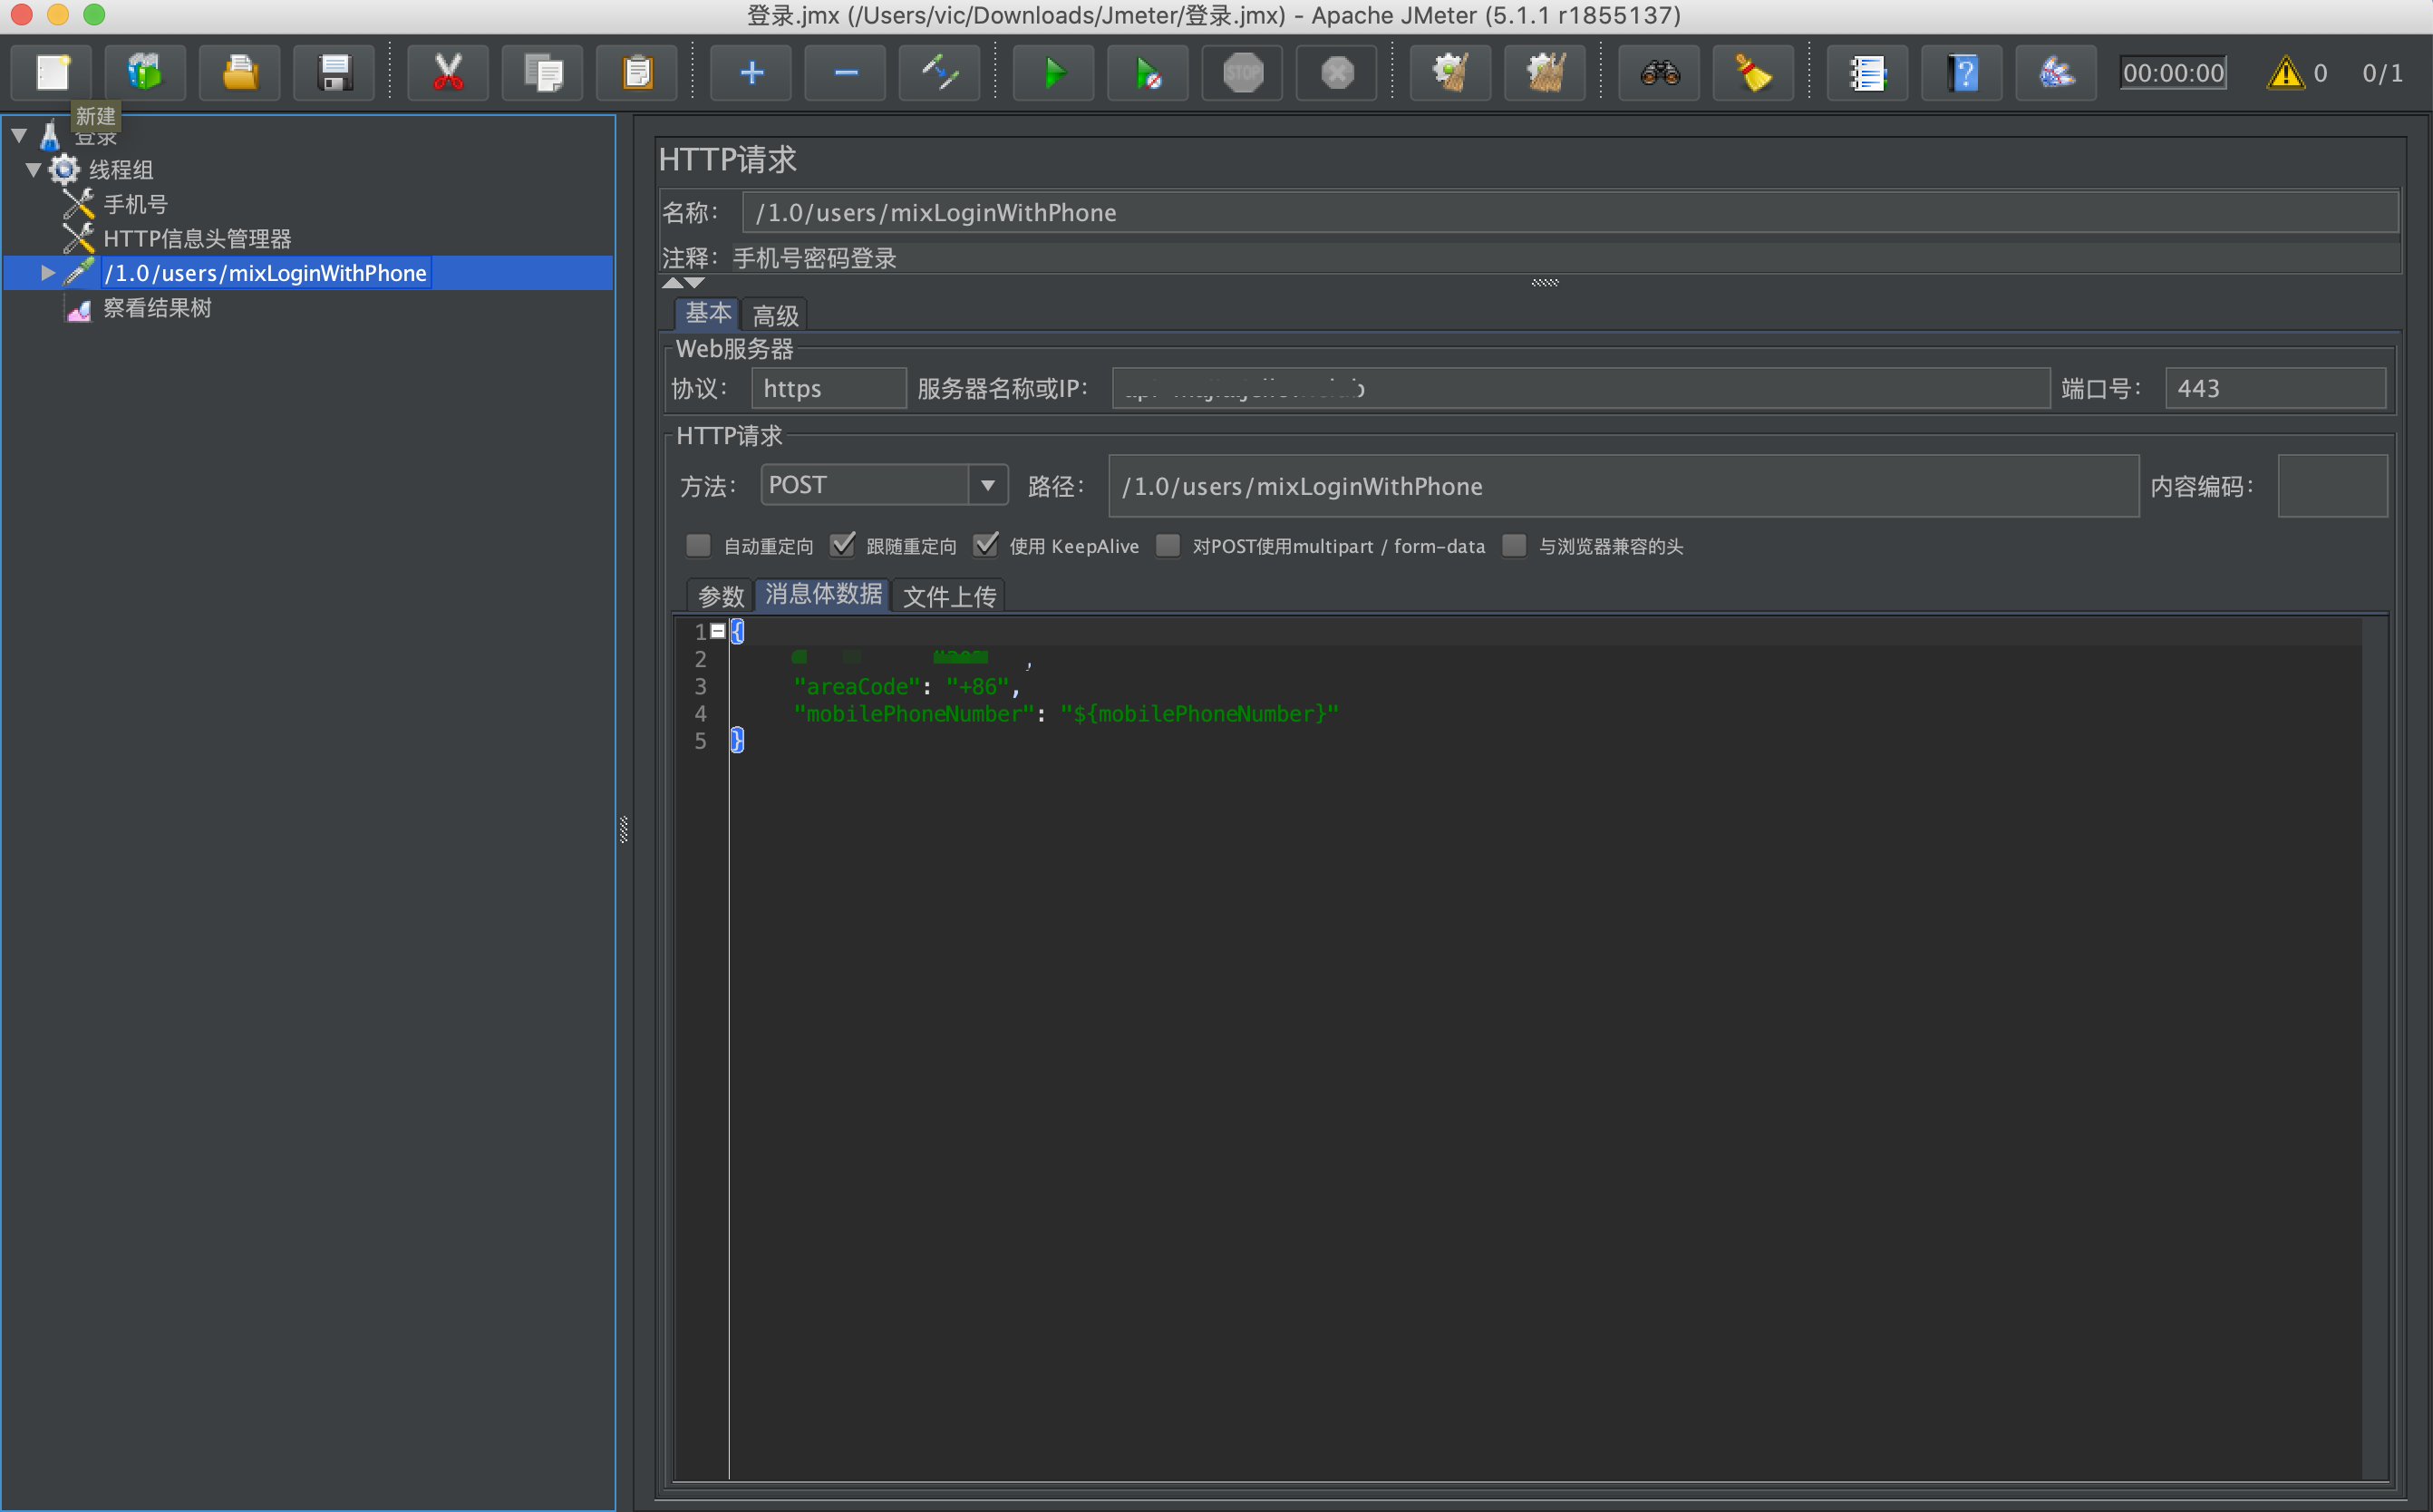 登录.jmx (/Users/vic/Downloads/Jmeter/登录.jmx) - Apache JMeter (5.1.1 r1855137)
STOP
00:00:00 0 0/1
新建
登录
线程组
手机号
HTTP信息头管理器
/1.0/users/mixLoginWithPhone
察看结果树
HTTP请求
名称： /1.0/users/mixLoginWithPhone
注释： 手机号密码登录
基本 高级
Web服务器
协议： https 服务器名称或IP： 端口号： 443
HTTP请求
方法： POST 路径： /1.0/users/mixLoginWithPhone 内容编码：
自动重定向 跟随重定向 使用 KeepAlive 对POST使用multipart / form-data 与浏览器兼容的头
参数 消息体数据 文件上传
1 {
2 ,
3 "areaCode": "+86",
4 "mobilePhoneNumber": "${mobilePhoneNumber}"
5 }